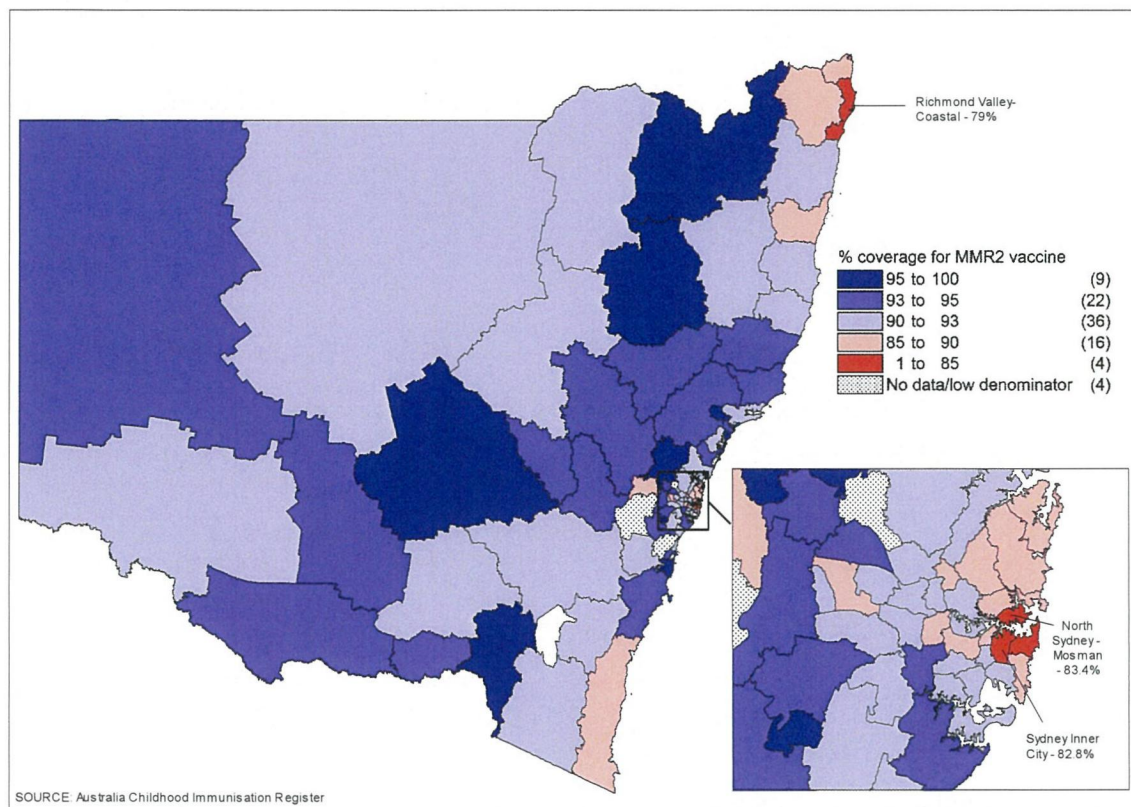 Richmond Valley-
Coastal - 79%
% coverage for MMR2 vaccine
95 to 100 (9)
93 to 95 (22)
90 to 93 (36)
85 to 90 (16)
1 to 85 (4)
No data/low denominator (4)
North
Sydney -
Mosman
- 83.4%
Sydney Inner
City - 82.8%
SOURCE: Australia Childhood Immunisation Register